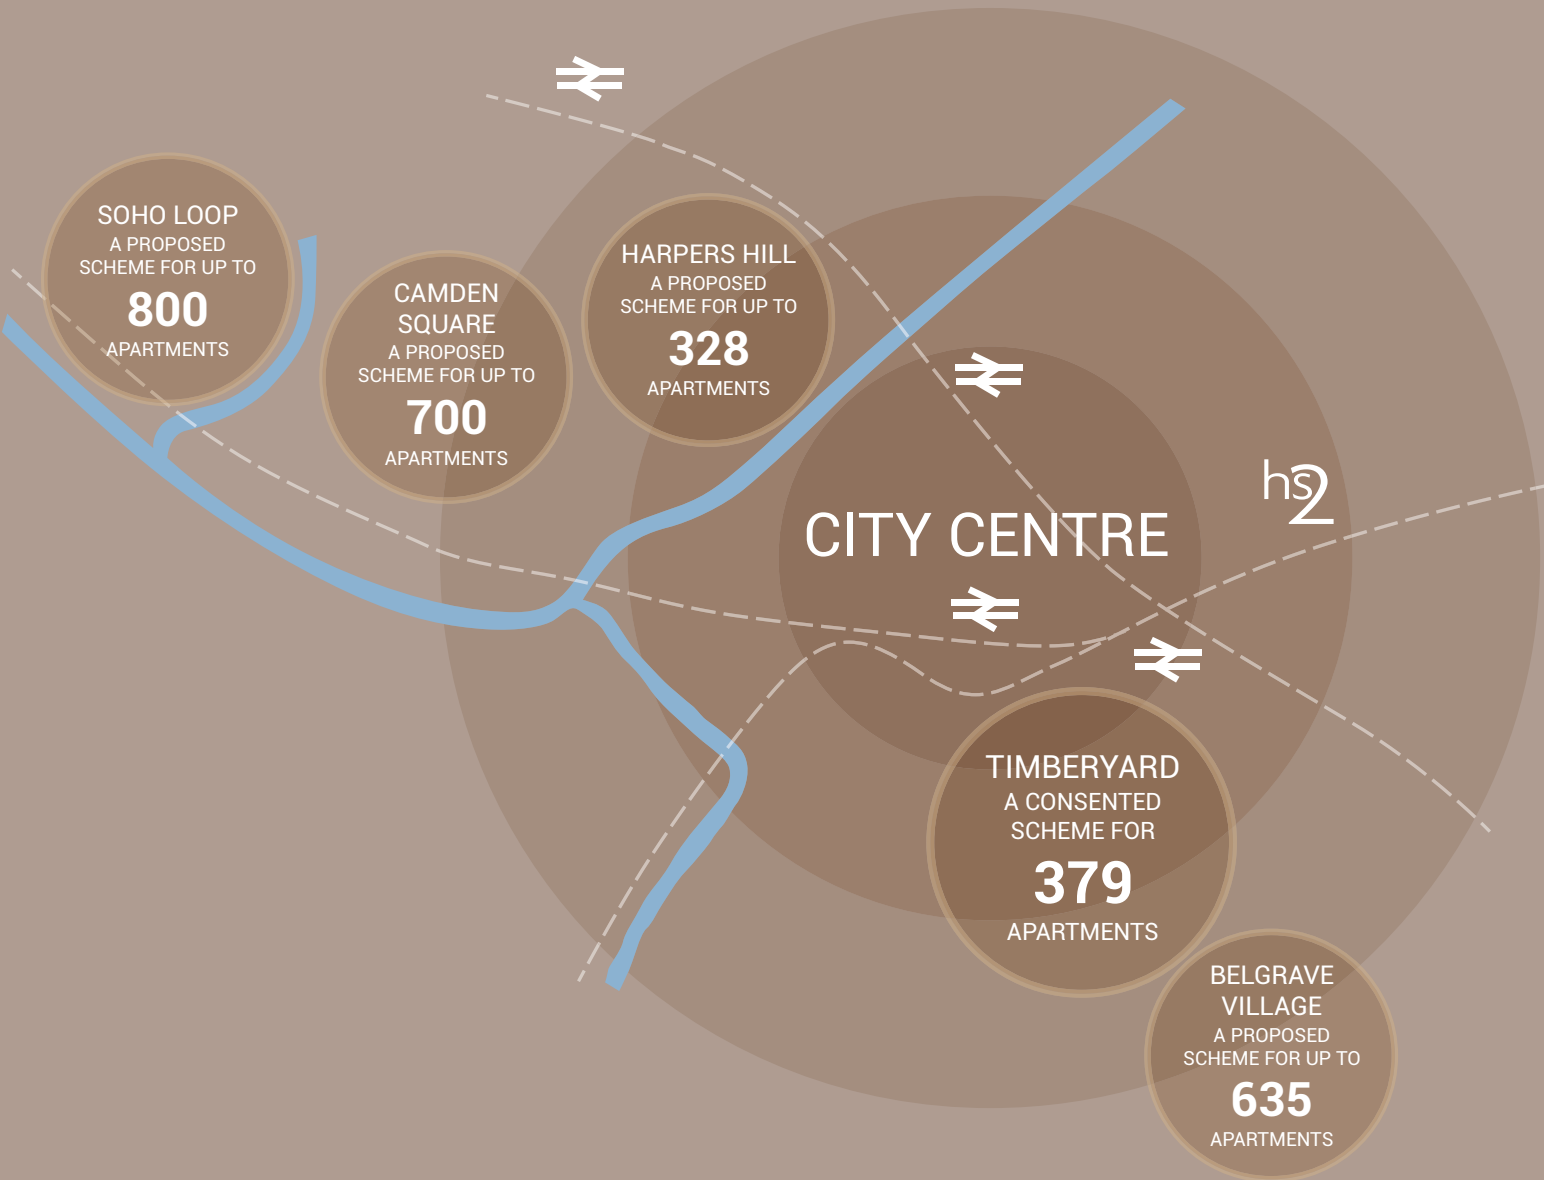 SOHO LOOP
A PROPOSED
SCHEME FOR UP TO
800
APARTMENTS
CAMDEN
SQUARE
A PROPOSED
SCHEME FOR UP TO
700
APARTMENTS
HARPERS HILL
A PROPOSED
SCHEME FOR UP TO
328
APARTMENTS
hs2
CITY CENTRE
TIMBERYARD
A CONSENTED
SCHEME FOR
379
APARTMENTS
BELGRAVE
VILLAGE
A PROPOSED
SCHEME FOR UP TO
635
APARTMENTS